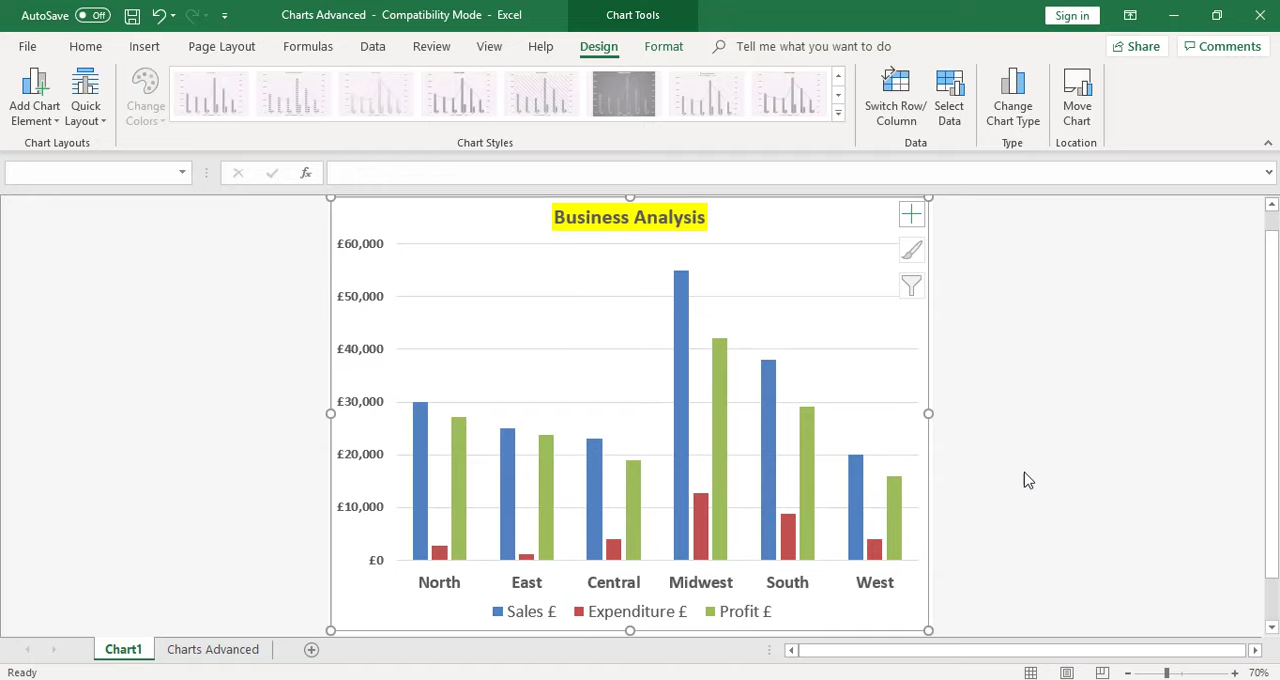 AutoSave Off Charts Advanced - Compatibility Mode - Excel Chart Tools Sign in
File Home Insert Page Layout Formulas Data Review View Help Design Format Tell me what you want to do Share Comments
Add Chart Element Quick Layout Change Colors Switch Row/ Column Select Data Change Chart Type Move Chart
Chart Layouts Chart Styles Data Type Location
fx
Business Analysis
£60,000
£50,000
£40,000
£30,000
£20,000
£10,000
£0
North East Central Midwest South West
Sales £ Expenditure £ Profit £
Chart1 Charts Advanced
Ready 70%